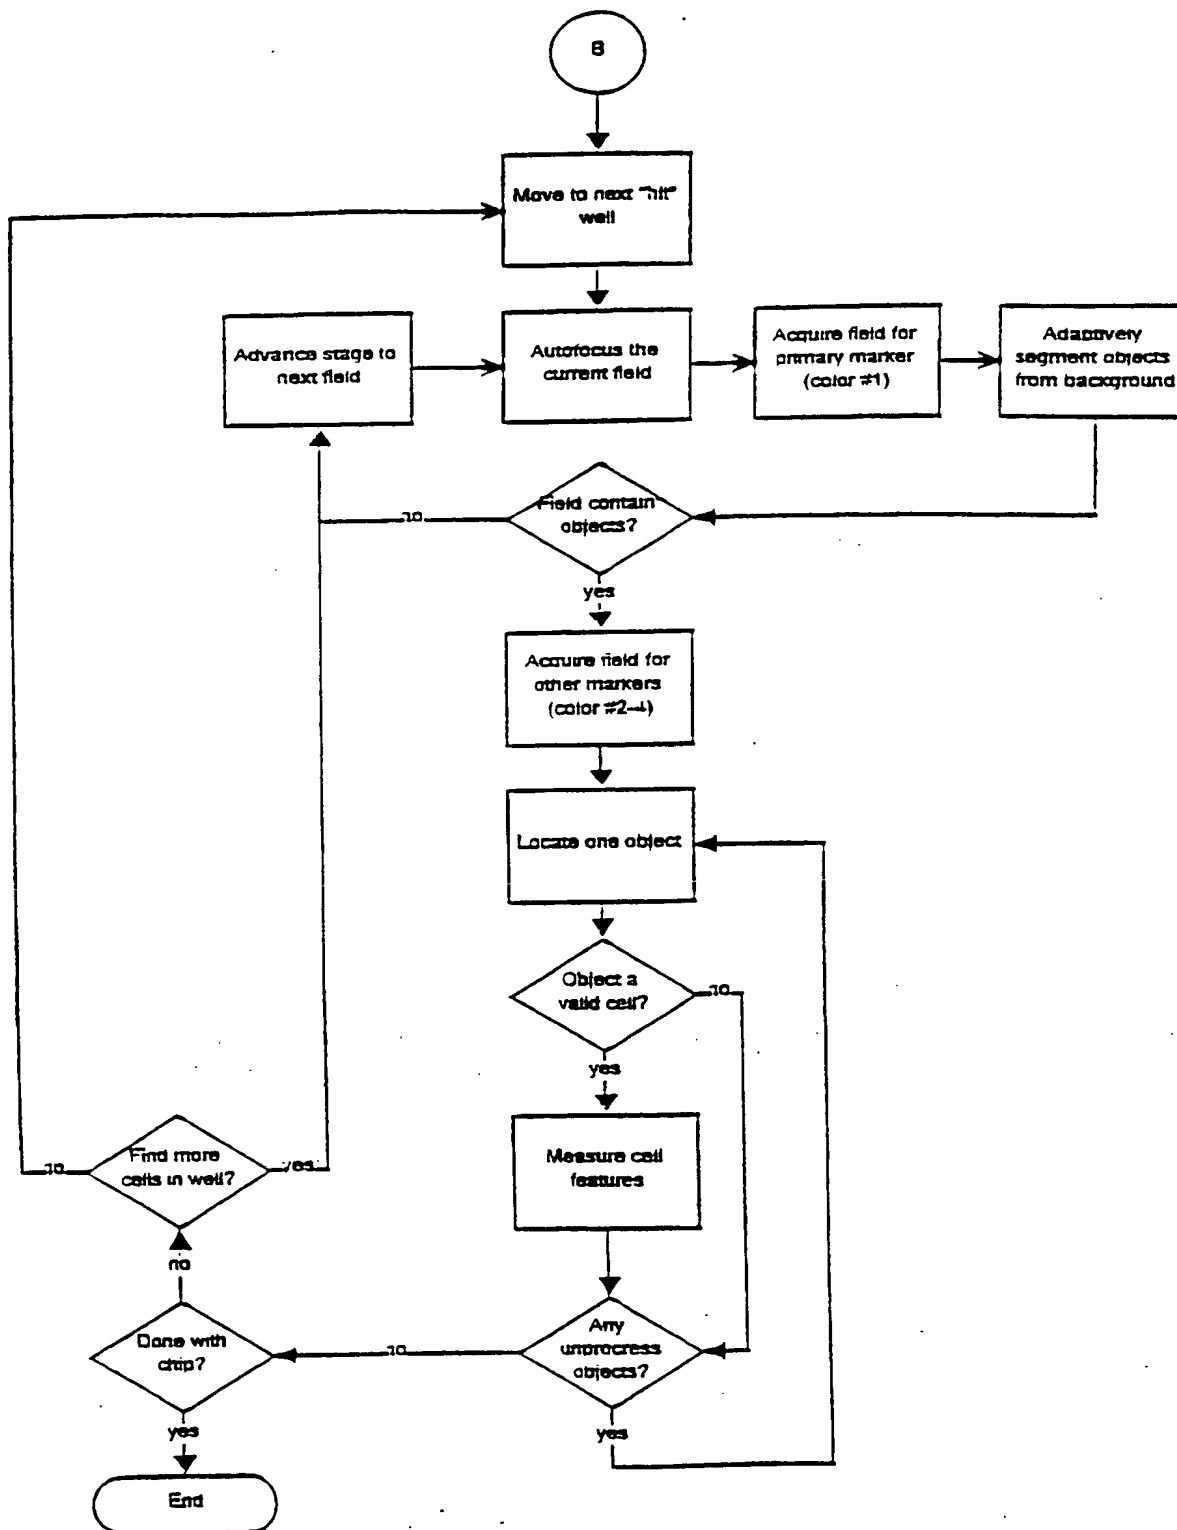 B
Move to next "hit"
well
Advance stage to
next field
Autofocus the
current field
Acquire field for
primary marker
(color #1)
Adaptively
segment objects
from background
Field contain
objects?
no
yes
Acquire field for
other markers
(color #2-4)
Locate one object
Object a
valid cell?
no
yes
Measure cell
features
Find more
cells in well?
no
yes
no
Done with
chip?
no
Any
unprocress
objects?
yes
yes
End